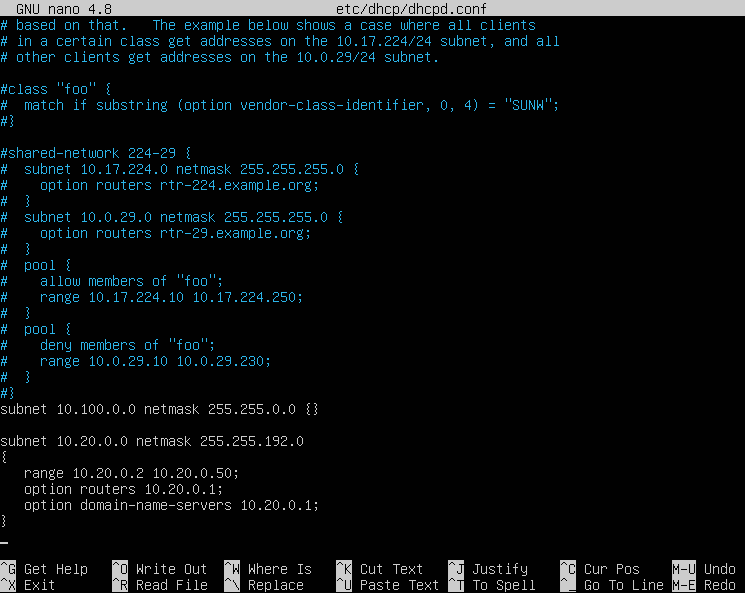 GNU nano 4.8                            etc/dhcp/dhcpd.conf
# based on that.   The example below shows a case where all clients
# in a certain class get addresses on the 10.17.224/24 subnet, and all
# other clients get addresses on the 10.0.29/24 subnet.
#class "foo" {
#  match if substring (option vendor-class-identifier, 0, 4) = "SUNW";
#}
#shared-network 224-29 {
#  subnet 10.17.224.0 netmask 255.255.255.0 {
#    option routers rtr-224.example.org;
#  }
#  subnet 10.0.29.0 netmask 255.255.255.0 {
#    option routers rtr-29.example.org;
#  }
#  pool {
#    allow members of "foo";
#    range 10.17.224.10 10.17.224.250;
#  }
#  pool {
#    deny members of "foo";
#    range 10.0.29.10 10.0.29.230;
#  }
#}
subnet 10.100.0.0 netmask 255.255.0.0 {}
subnet 10.20.0.0 netmask 255.255.192.0
{
   range 10.20.0.2 10.20.0.50;
   option routers 10.20.0.1;
   option domain-name-servers 10.20.0.1;
}
^G Get Help   ^O Write Out  ^W Where Is   ^K Cut Text   ^J Justify    ^C Cur Pos    M-U Undo
^X Exit       ^R Read File  ^\ Replace    ^U Paste Text ^T To Spell   ^_ Go To Line M-E Redo